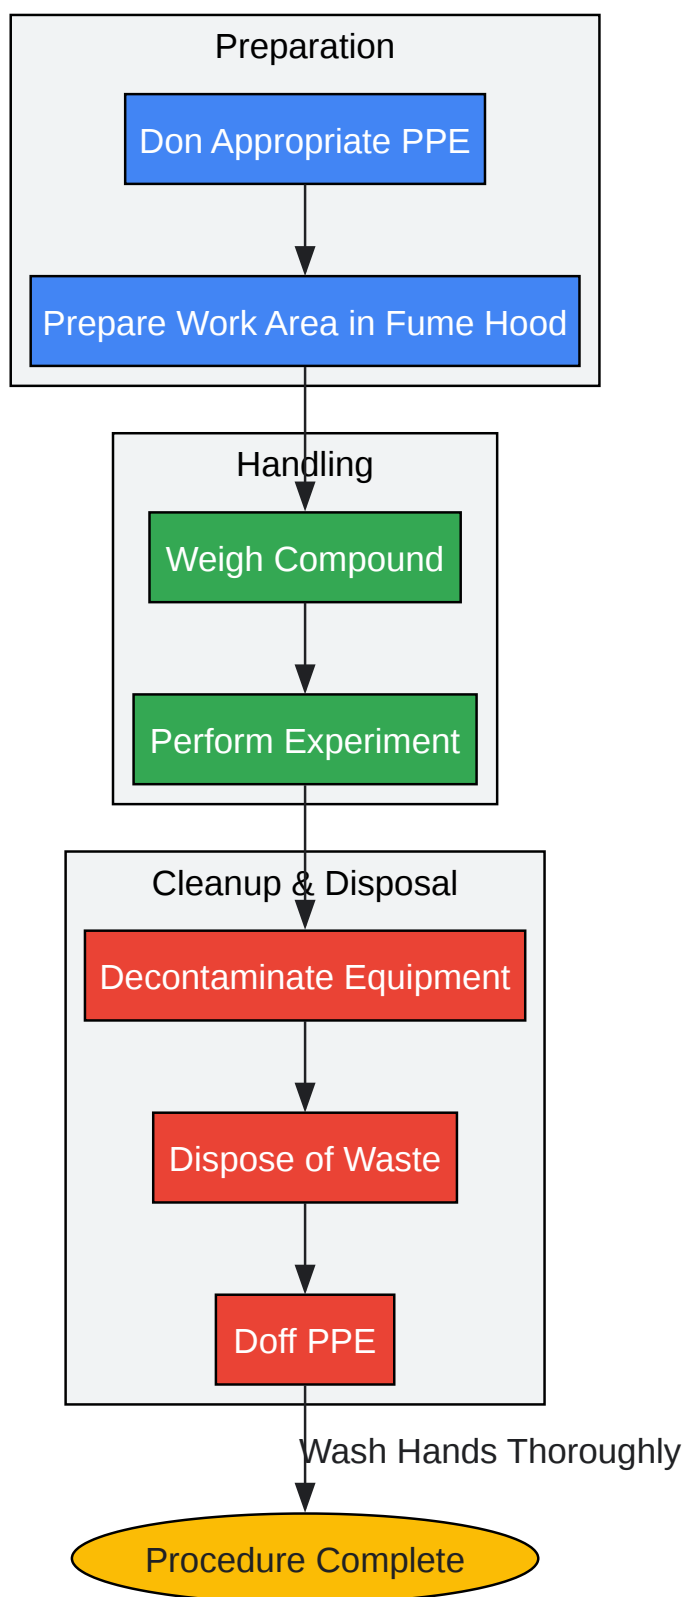 Preparation
Don Appropriate PPE
Prepare Work Area in Fume Hood
Handling
Weigh Compound
Perform Experiment
Cleanup & Disposal
Decontaminate Equipment
Dispose of Waste
Doff PPE
Wash Hands Thoroughly
Procedure Complete